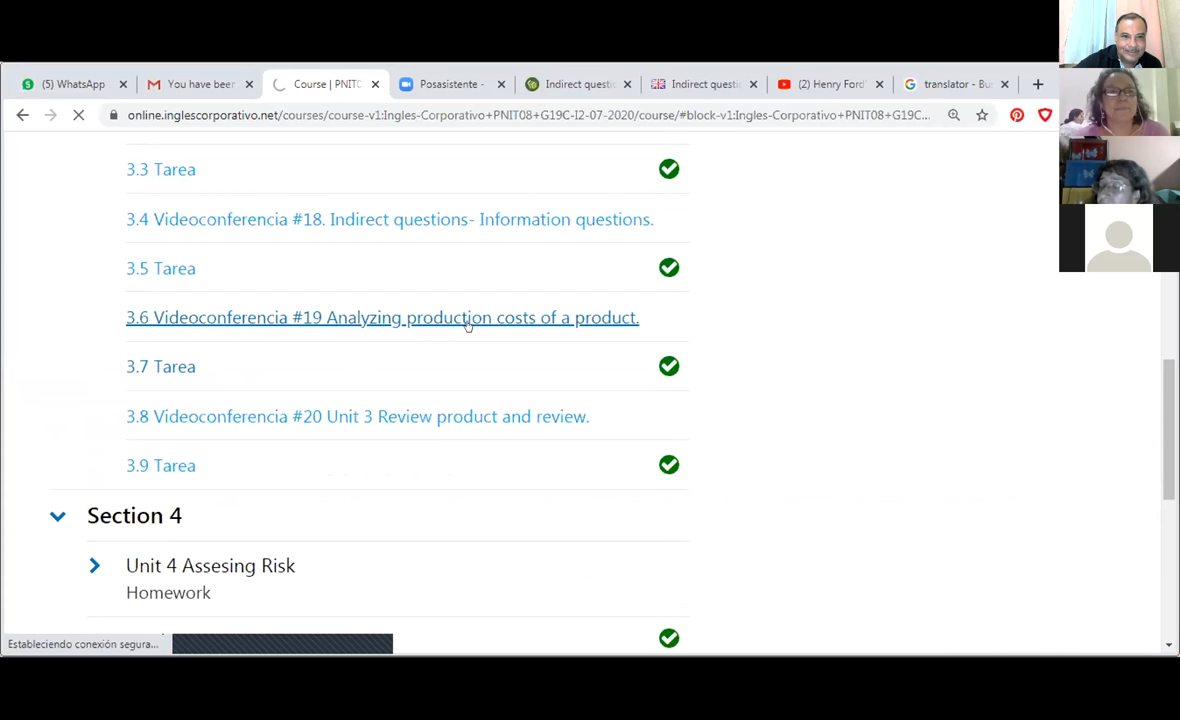 (5) WhatsApp
You have been
Course | PNIT
Posasistente -
Indirect questi
Indirect questi
(2) Henry Ford
translator - Bu
online.inglescorporativo.net/courses/course-v1:Ingles-Corporativo+PNIT08+G19C-I2-07-2020/course/#block-v1:Ingles-Corporativo+PNIT08+G19C...
3.3 Tarea
3.4 Videoconferencia #18. Indirect questions- Information questions.
3.5 Tarea
3.6 Videoconferencia #19 Analyzing production costs of a product.
3.7 Tarea
3.8 Videoconferencia #20 Unit 3 Review product and review.
3.9 Tarea
Section 4
Unit 4 Assesing Risk
Homework
Estableciendo conexión segura...